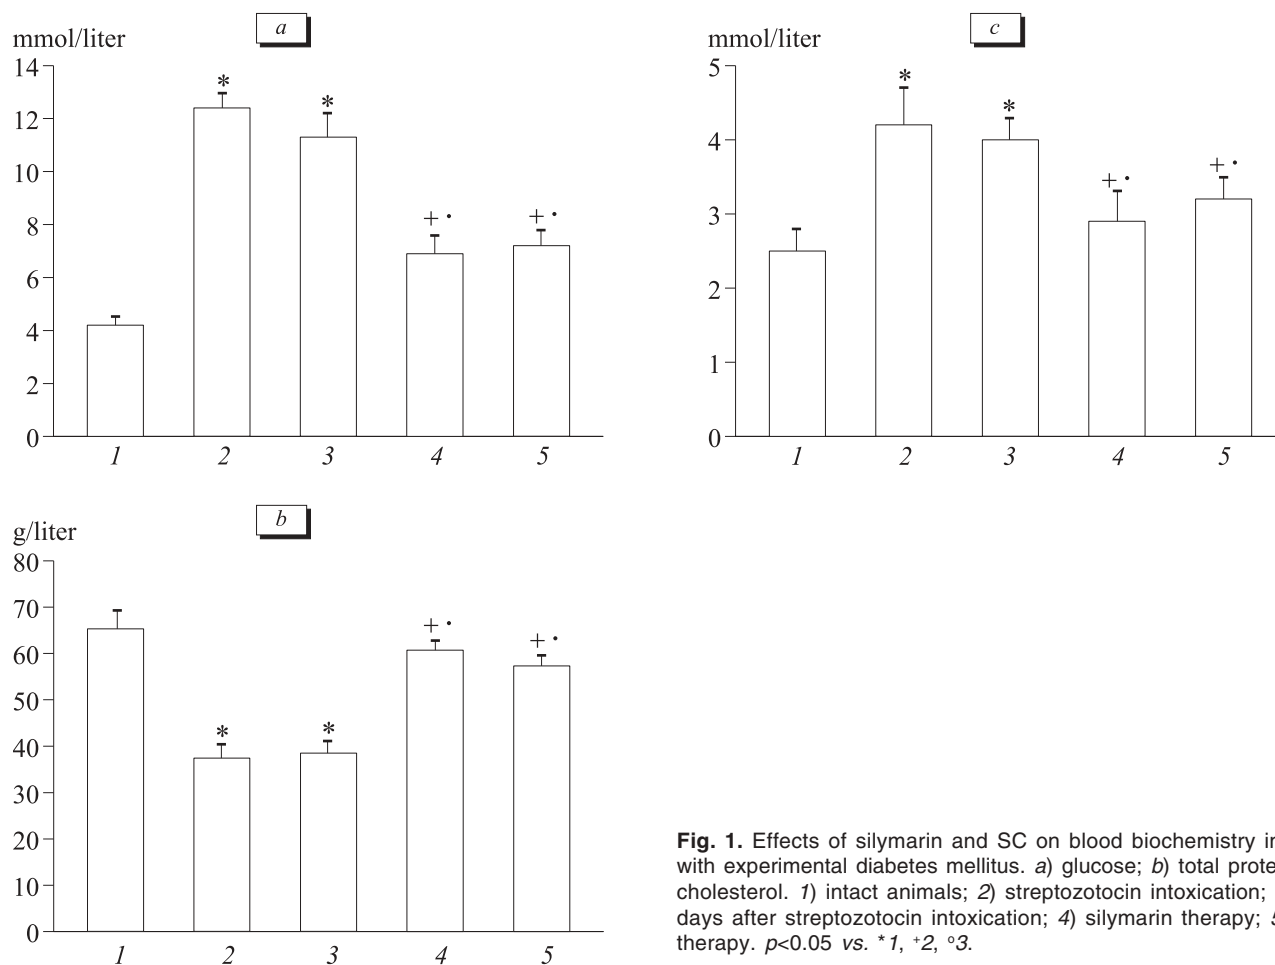 a
mmol/liter
14
12
10
8
6
4
2
0
* * + • + •
1 2 3 4 5
c
mmol/liter
5
4
3
2
1
0
* * + • + •
1 2 3 4 5
b
g/liter
80
70
60
50
40
30
20
10
0
* * + • + •
1 2 3 4 5
Fig. 1. Effects of silymarin and SC on blood biochemistry in
with experimental diabetes mellitus. a) glucose; b) total
cholesterol. 1) intact animals; 2) streptozotocin intoxication;
days after streptozotocin intoxication; 4) silymarin therapy;
therapy. p<0.05 vs. *1, +2, °3.